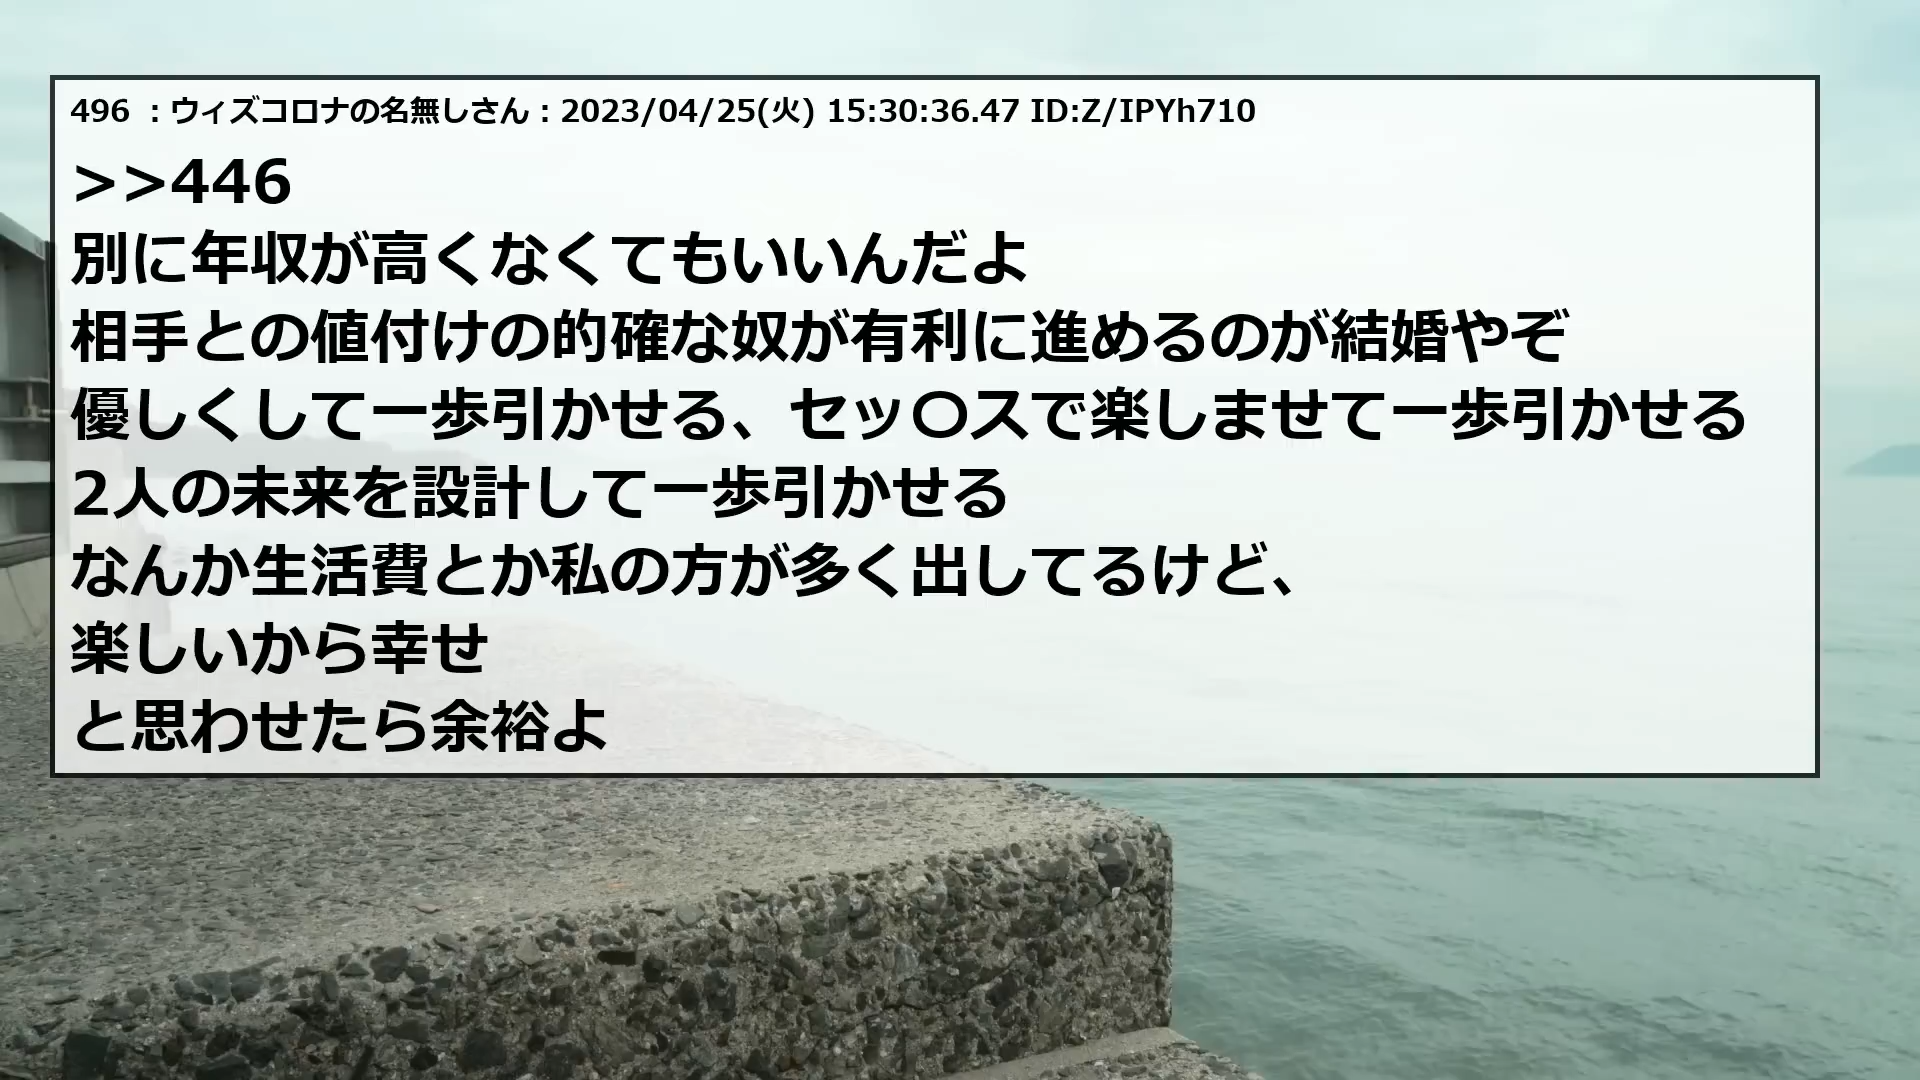 496 ：ウィズコロナの名無しさん：2023/04/25(火) 15:30:36.47 ID:Z/IPYh710
>>446
別に年収が高くなくてもいいんだよ
相手との値付けの的確な奴が有利に進めるのが結婚やぞ
優しくして一歩引かせる、セッ〇スで楽しませて一歩引かせる
2人の未来を設計して一歩引かせる
なんか生活費とか私の方が多く出してるけど、
楽しいから幸せ
と思わせたら余裕よ